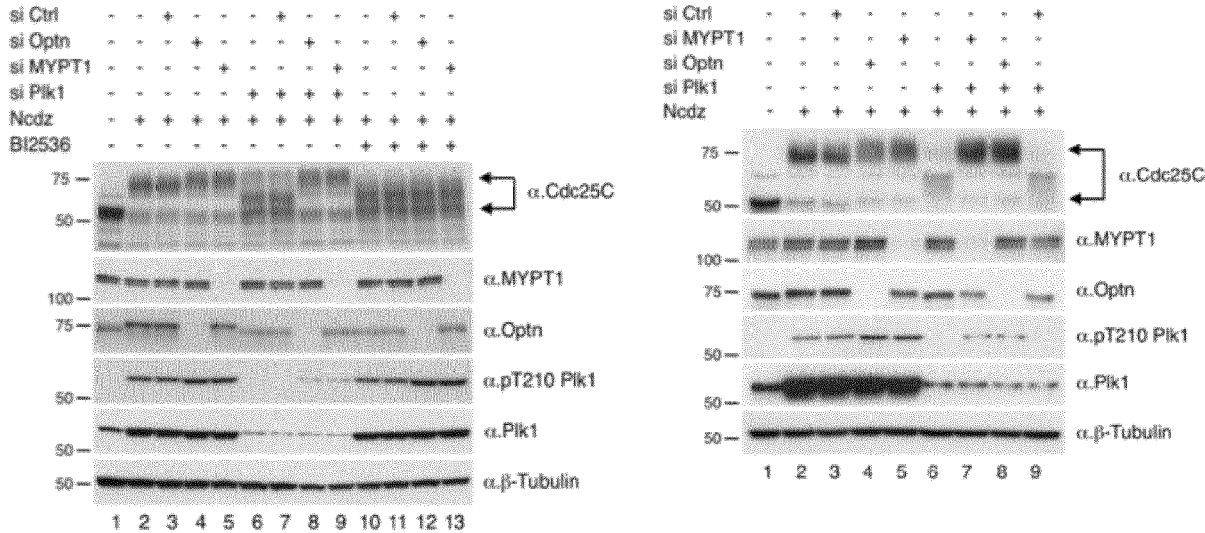 si Ctrl - - + - - - + - - - + - -
si Optn - - - + - - - + - - - + -
si MYPT1 - - - - + - - - + - - - +
si Plk1 - - - - - + + + + - - - -
Ncdz - + + + + + + + + + + + +
BI2536 - - - - - - - - - + + + +
75
α.Cdc25C
50
α.MYPT1
100
75
α.Optn
α.pT210 Plk1
50
α.Plk1
50
50
α.β-Tubulin
1 2 3 4 5 6 7 8 9 10 11 12 13
si Ctrl - - + - - - - - +
si MYPT1 - - - - + - + - -
si Optn - - - + - - - + -
si Plk1 - - - - - + + + +
Ncdz - + + + + + + + +
75
α.Cdc25C
50
α.MYPT1
100
75
α.Optn
α.pT210 Plk1
50
α.Plk1
50
50
α.β-Tubulin
1 2 3 4 5 6 7 8 9